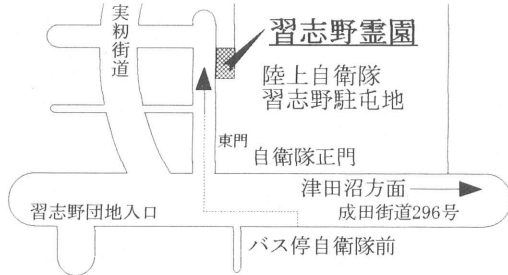 実籾街道
習志野霊園
陸上自衛隊
習志野駐屯地
東門
自衛隊正門
津田沼方面
習志野団地入口
成田街道296号
バス停自衛隊前